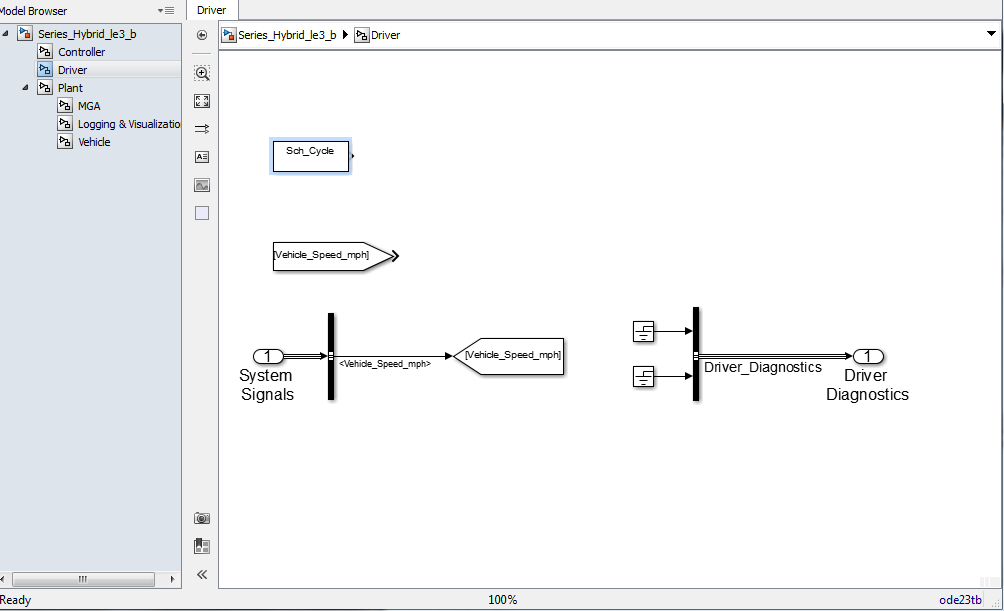 Model Browser
Driver
Series_Hybrid_le3_b
Controller
Driver
Plant
MGA
Logging & Visualizatio
Vehicle
Series_Hybrid_le3_b Driver
Sch_Cycle
[Vehicle_Speed_mph]
1
System
Signals
<Vehicle_Speed_mph>
[Vehicle_Speed_mph]
Driver_Diagnostics
1
Driver
Diagnostics
Ready
100%
ode23tb